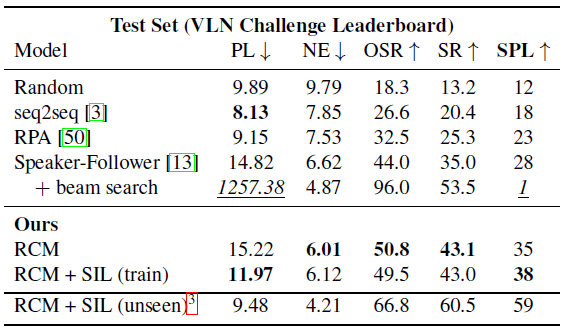 Test Set (VLN Challenge Leaderboard)
Model PL ↓ NE ↓ OSR ↑ SR ↑ SPL ↑
Random 9.89 9.79 18.3 13.2 12
seq2seq [3] 8.13 7.85 26.6 20.4 18
RPA [50] 9.15 7.53 32.5 25.3 23
Speaker-Follower [13] 14.82 6.62 44.0 35.0 28
+ beam search 1257.38 4.87 96.0 53.5 1
Ours
RCM 15.22 6.01 50.8 43.1 35
RCM + SIL (train) 11.97 6.12 49.5 43.0 38
RCM + SIL (unseen)3 9.48 4.21 66.8 60.5 59